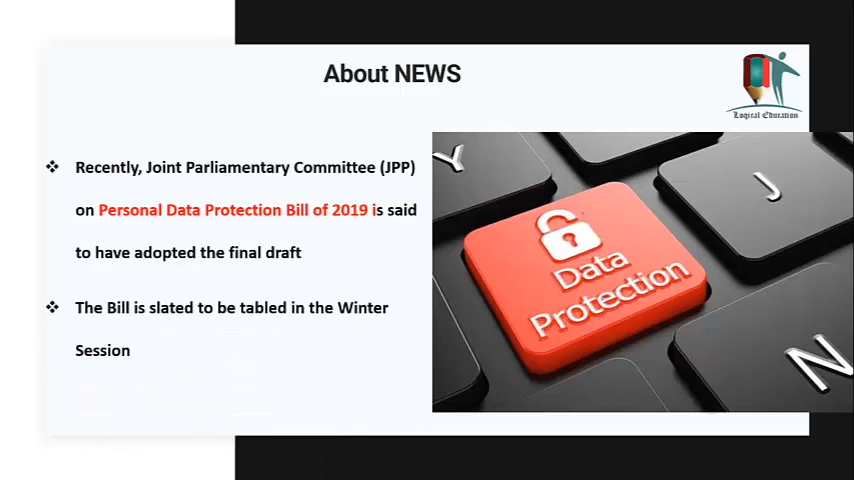 About NEWS
Logical Education
❖ Recently, Joint Parliamentary Committee (JPP)
on Personal Data Protection Bill of 2019 is said
to have adopted the final draft
❖ The Bill is slated to be tabled in the Winter
Session
Y
J
Data
Protection
N